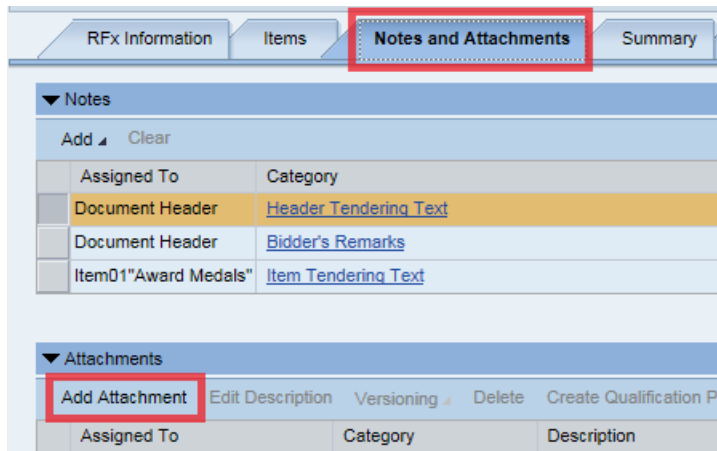 RFx Information Items Notes and Attachments Summary
Notes
Add Clear
Assigned To Category
Document Header Header Tendering Text
Document Header Bidder's Remarks
Item01"Award Medals" Item Tendering Text
Attachments
Add Attachment Edit Description Versioning Delete Create Qualification P
Assigned To Category Description